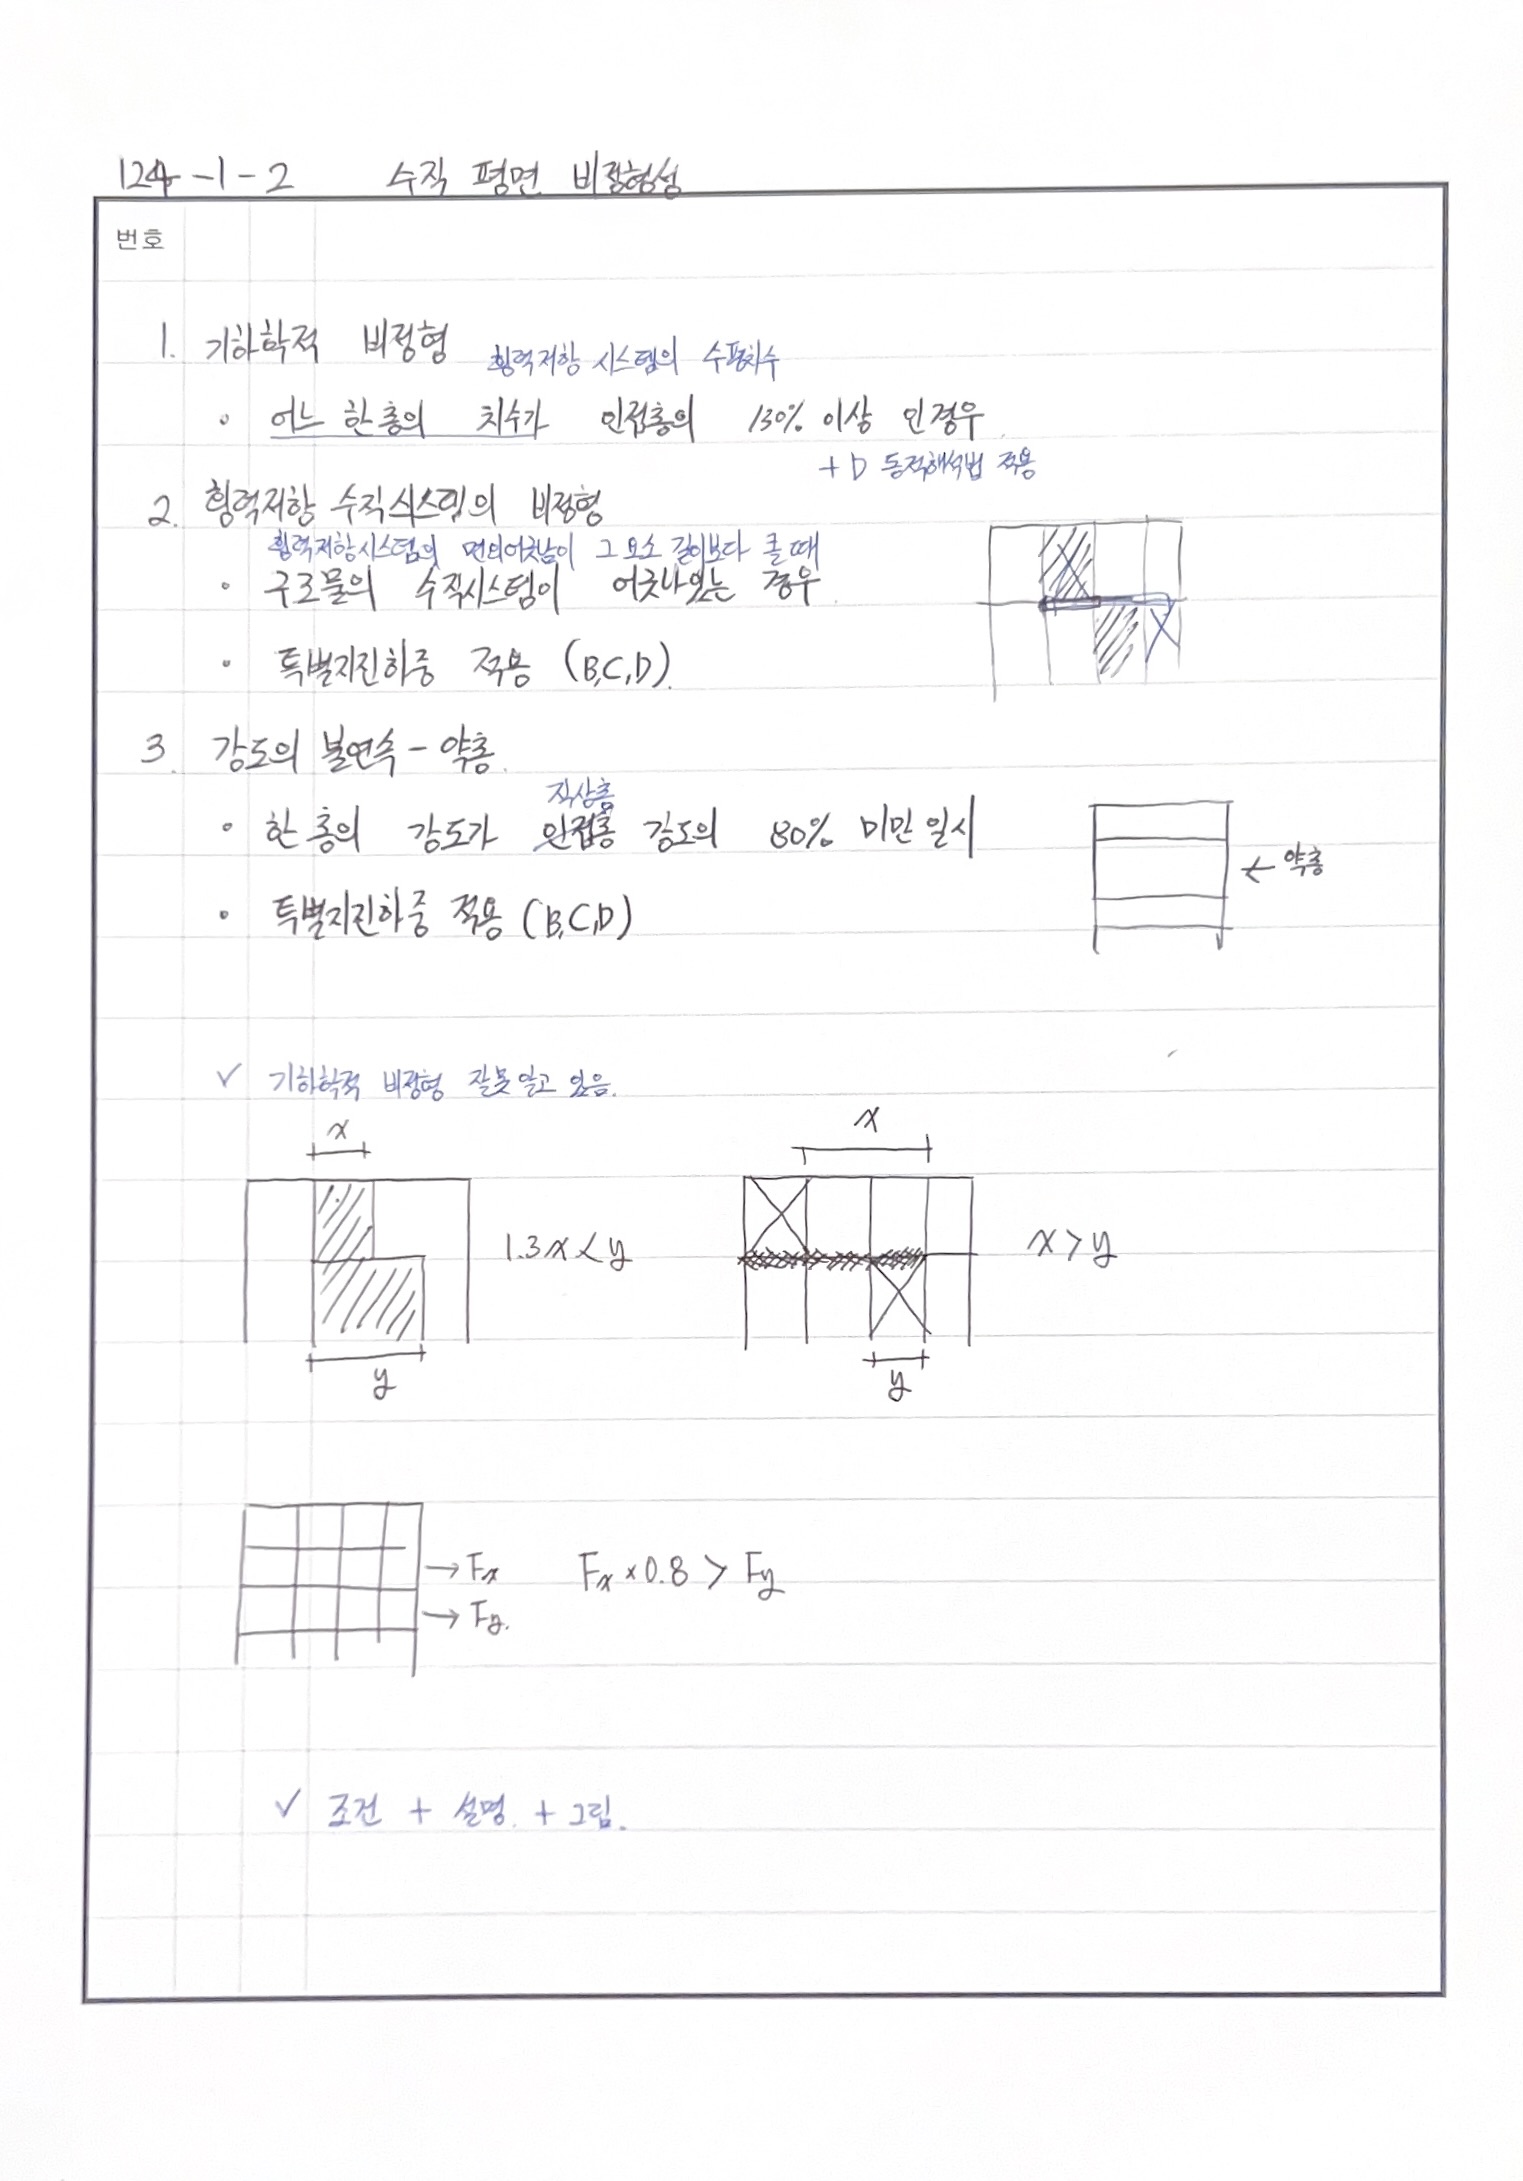 124-1-2 수직 평면 비정형성
번호
1. 기하학적 비정형
횡력저항 시스템의 수평치수
• 어느 한 층의 치수가 인접층의 130% 이상 인경우
+ D 동적해석법 적용
2. 횡력저항 수직시스템의 비정형
횡력저항시스템의 면의어긋남이 그 요소 길이보다 클 때
• 구조물의 수직시스템이 어긋나있는 경우
• 특별지진하중 적용 (B,C,D).
3. 강도의 불연속 - 약층
직상층
• 한 층의 강도가 인접층 강도의 80% 미만 일시
← 약층
• 특별지진하중 적용 (B,C,D)
✓ 기하학적 비정형 잘못 알고 있음.
x
x
1.3x < y
x > y
y
y
→ Fx
Fx × 0.8 > Fy
→ Fy.
✓ 조건 + 설명. + 그림.